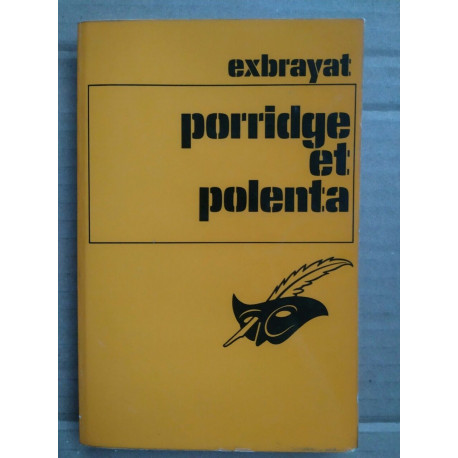 exbrayat
porridge
et
polenta